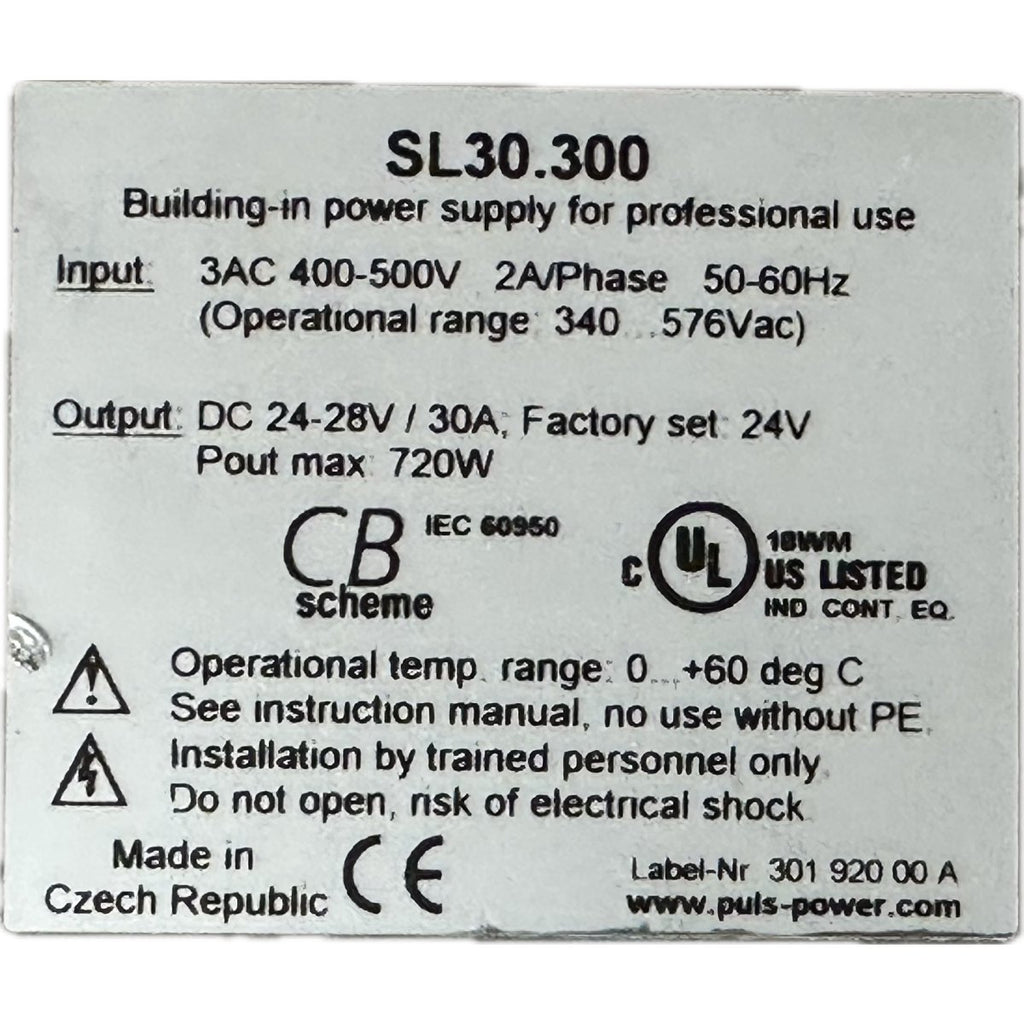 SL30.300
Building-in power supply for professional use
Input: 3AC 400-500V 2A/Phase 50-60Hz
(Operational range: 340...576Vac)
Output: DC 24-28V / 30A; Factory set: 24V
Pout max: 720W
CB scheme IEC 60950
C UL US LISTED 18WM
IND. CONT. EQ.
Operational temp. range: 0...+60 deg C
See instruction manual, no use without PE.
Installation by trained personnel only.
Do not open, risk of electrical shock
Made in
Czech Republic
CE
Label-Nr. 301 920 00 A
www.puls-power.com